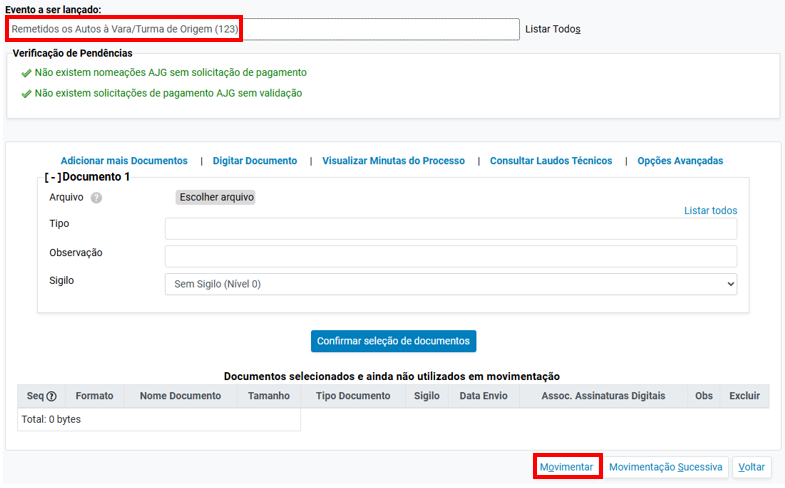 Evento a ser lançado:
Remetidos os Autos à Vara/Turma de Origem (123)
Listar Todos
Verificação de Pendências
Não existem nomeações AJG sem solicitação de pagamento
Não existem solicitações de pagamento AJG sem validação
Adicionar mais Documentos | Digitar Documento | Visualizar Minutas do Processo | Consultar Laudos Técnicos | Opções Avançadas
[-]Documento 1
Arquivo ? Escolher arquivo
Listar todos
Tipo
Observação
Sigilo Sem Sigilo (Nível 0)
Confirmar seleção de documentos
Documentos selecionados e ainda não utilizados em movimentação
Seq ? Formato Nome Documento Tamanho Tipo Documento Sigilo Data Envio Assoc. Assinaturas Digitais Obs Excluir
Total: 0 bytes
Movimentar Movimentação Sucessiva Voltar